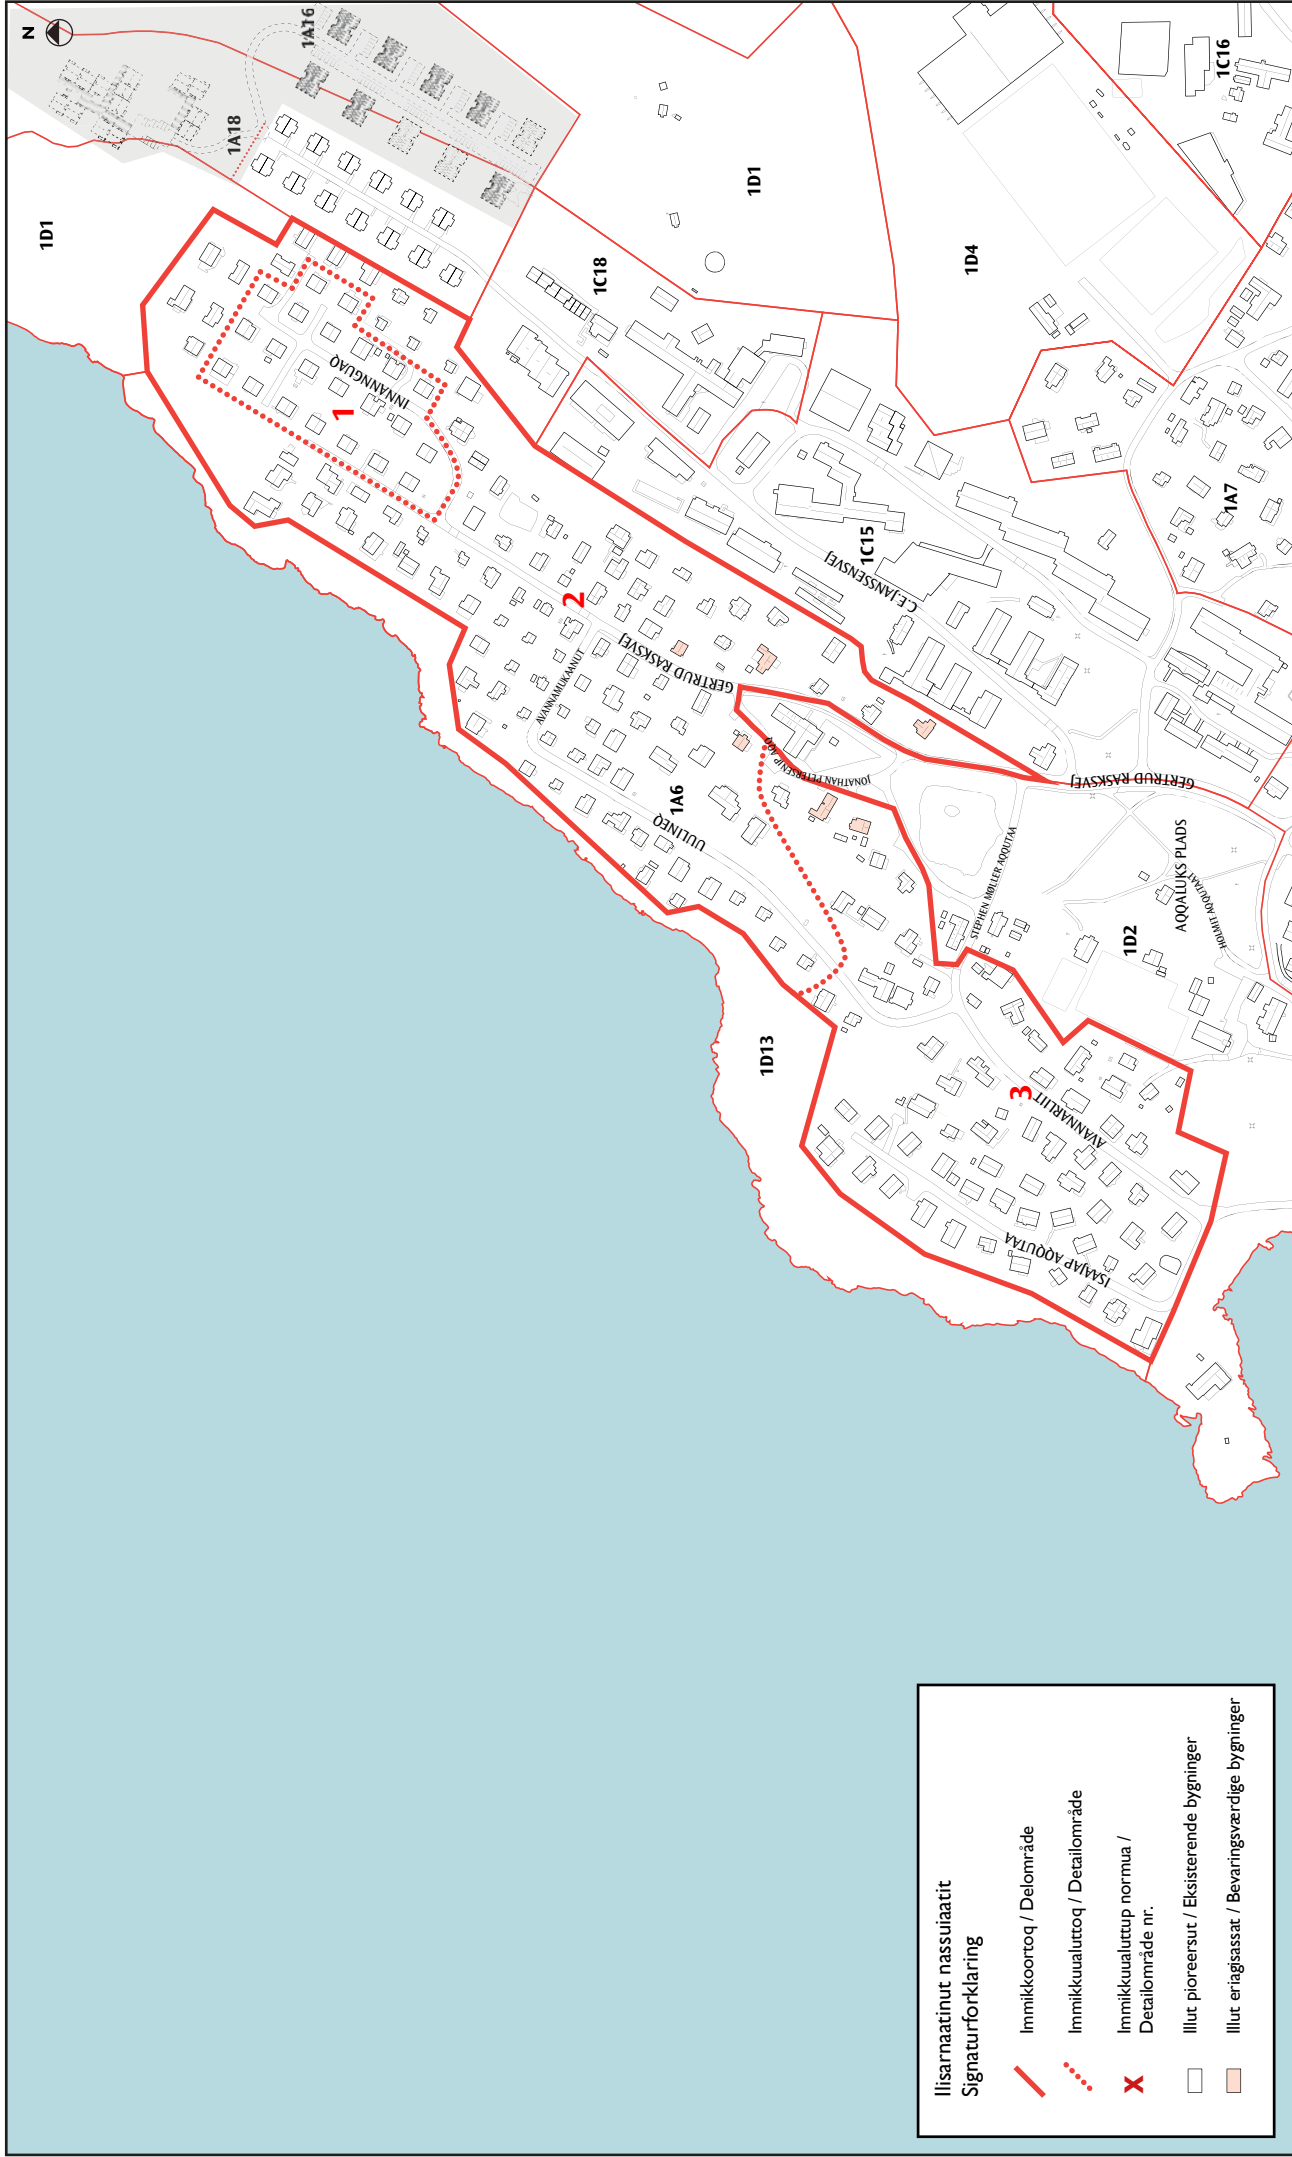 N
1D1
1A18
1A16
1
INNANNGUAQ
1C18
1D1
1D4
1C16
2
GERTRUD RASKSVEJ
AVANNAMUKAANUT
1A6
UULINEQ
C.E.JANSSENSVEJ
1C15
1A7
JONATHAN PETERSENIP AQQ
GERTRUD RASKSVEJ
STEPHEN MØLLER AQQUTAA
AQQALUKS PLADS
HOLMIT AQQUTAAT
1D2
1D13
3
AVANNARLIIT
ISAAJAP AQQUTAA
Ilisarnaatinut nassuiaatit
Signaturforklaring
Immikkoortoq / Delområde
Immikkuualuttoq / Detailområde
X
Immikkuualuttup normua /
Detailområde nr.
Illut pioreersut / Eksisterende bygninger
Illut eriagisassat / Bevaringsværdige bygninger